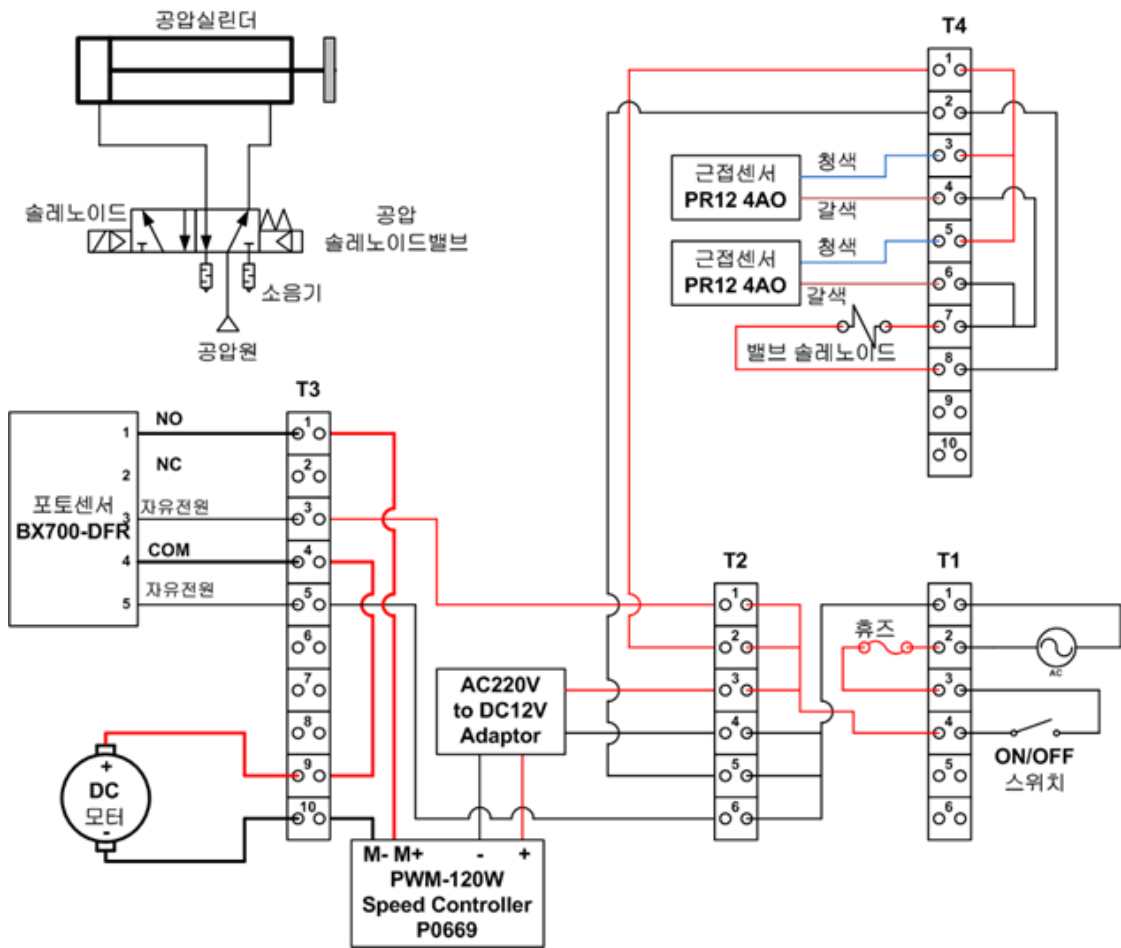 공압실린더
솔레노이드
공압
솔레노이드밸브
소음기
공압원
T4
1
2
3
4
5
6
7
8
9
10
근접센서
PR12 4AO
청색
갈색
근접센서
PR12 4AO
청색
갈색
밸브 솔레노이드
T3
1
2
3
4
5
6
7
8
9
10
포토센서
BX700-DFR
1
2
3
4
5
NO
NC
자유전원
COM
자유전원
T2
1
2
3
4
5
6
T1
1
2
3
4
5
6
휴즈
AC
ON/OFF
스위치
AC220V
to DC12V
Adaptor
+
DC
모터
-
M- M+ - +
PWM-120W
Speed Controller
P0669